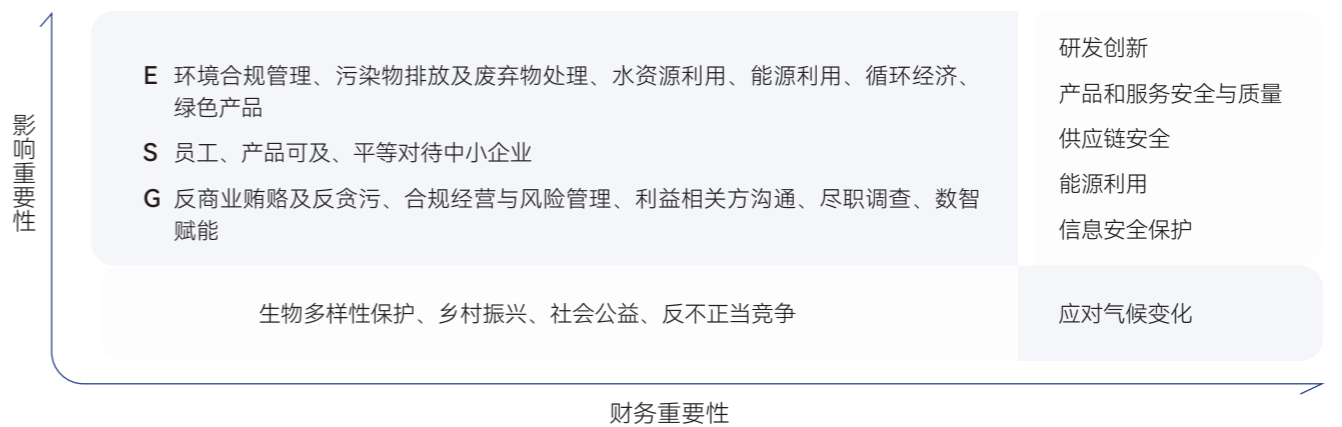 影响重要性
E 环境合规管理、污染物排放及废弃物处理、水资源利用、能源利用、循环经济、
绿色产品
S 员工、产品可及、平等对待中小企业
G 反商业贿赂及反贪污、合规经营与风险管理、利益相关方沟通、尽职调查、数智
赋能
研发创新
产品和服务安全与质量
供应链安全
能源利用
信息安全保护
生物多样性保护、乡村振兴、社会公益、反不正当竞争
应对气候变化
财务重要性